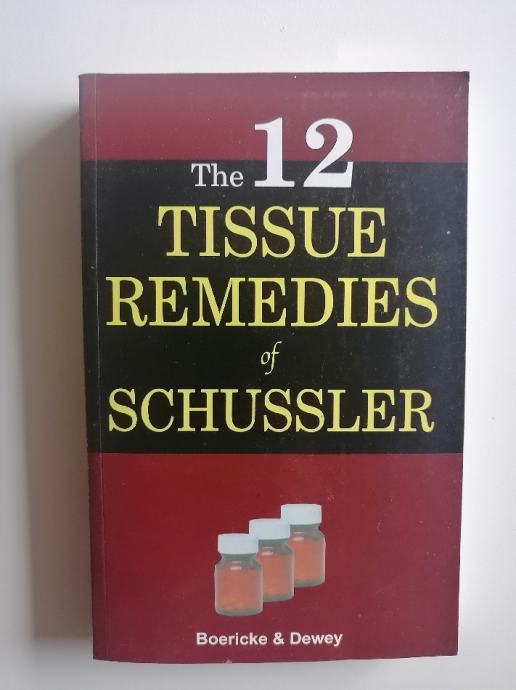 The 12
TISSUE
REMEDIES
of
SCHUSSLER
Boericke & Dewey